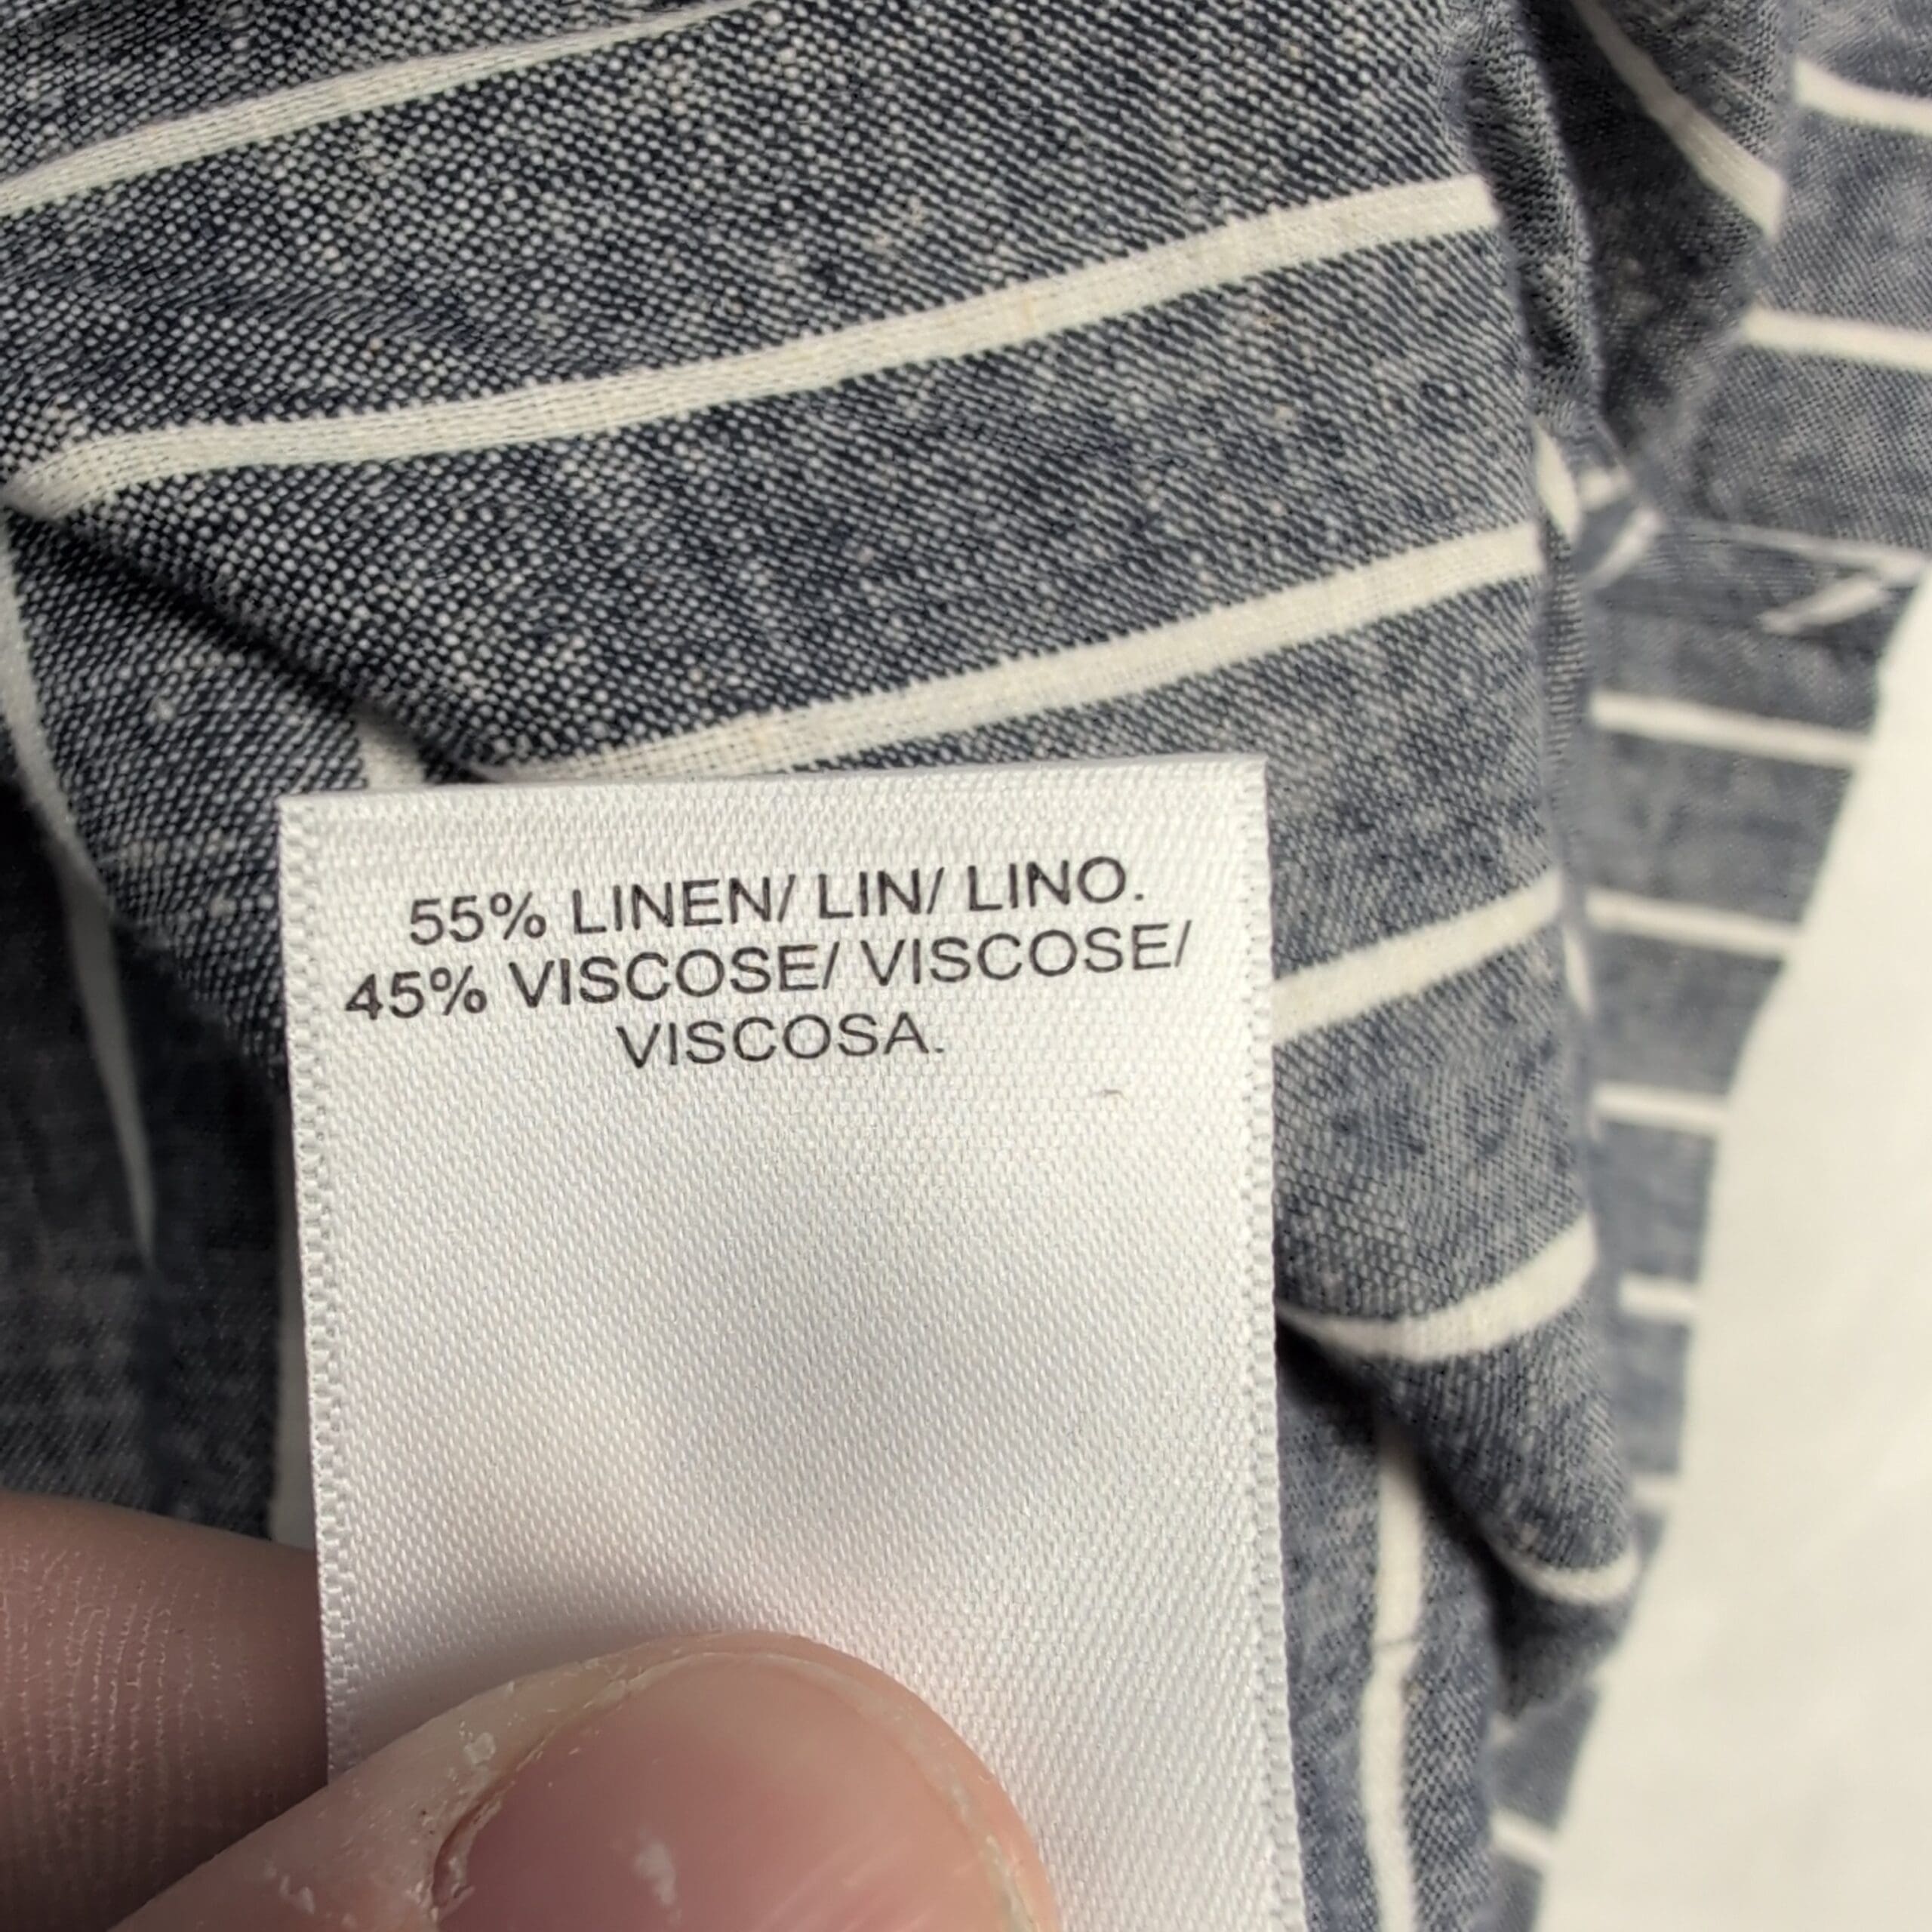 55% LINEN/ LIN/ LINO.
45% VISCOSE/ VISCOSE/
VISCOSA.